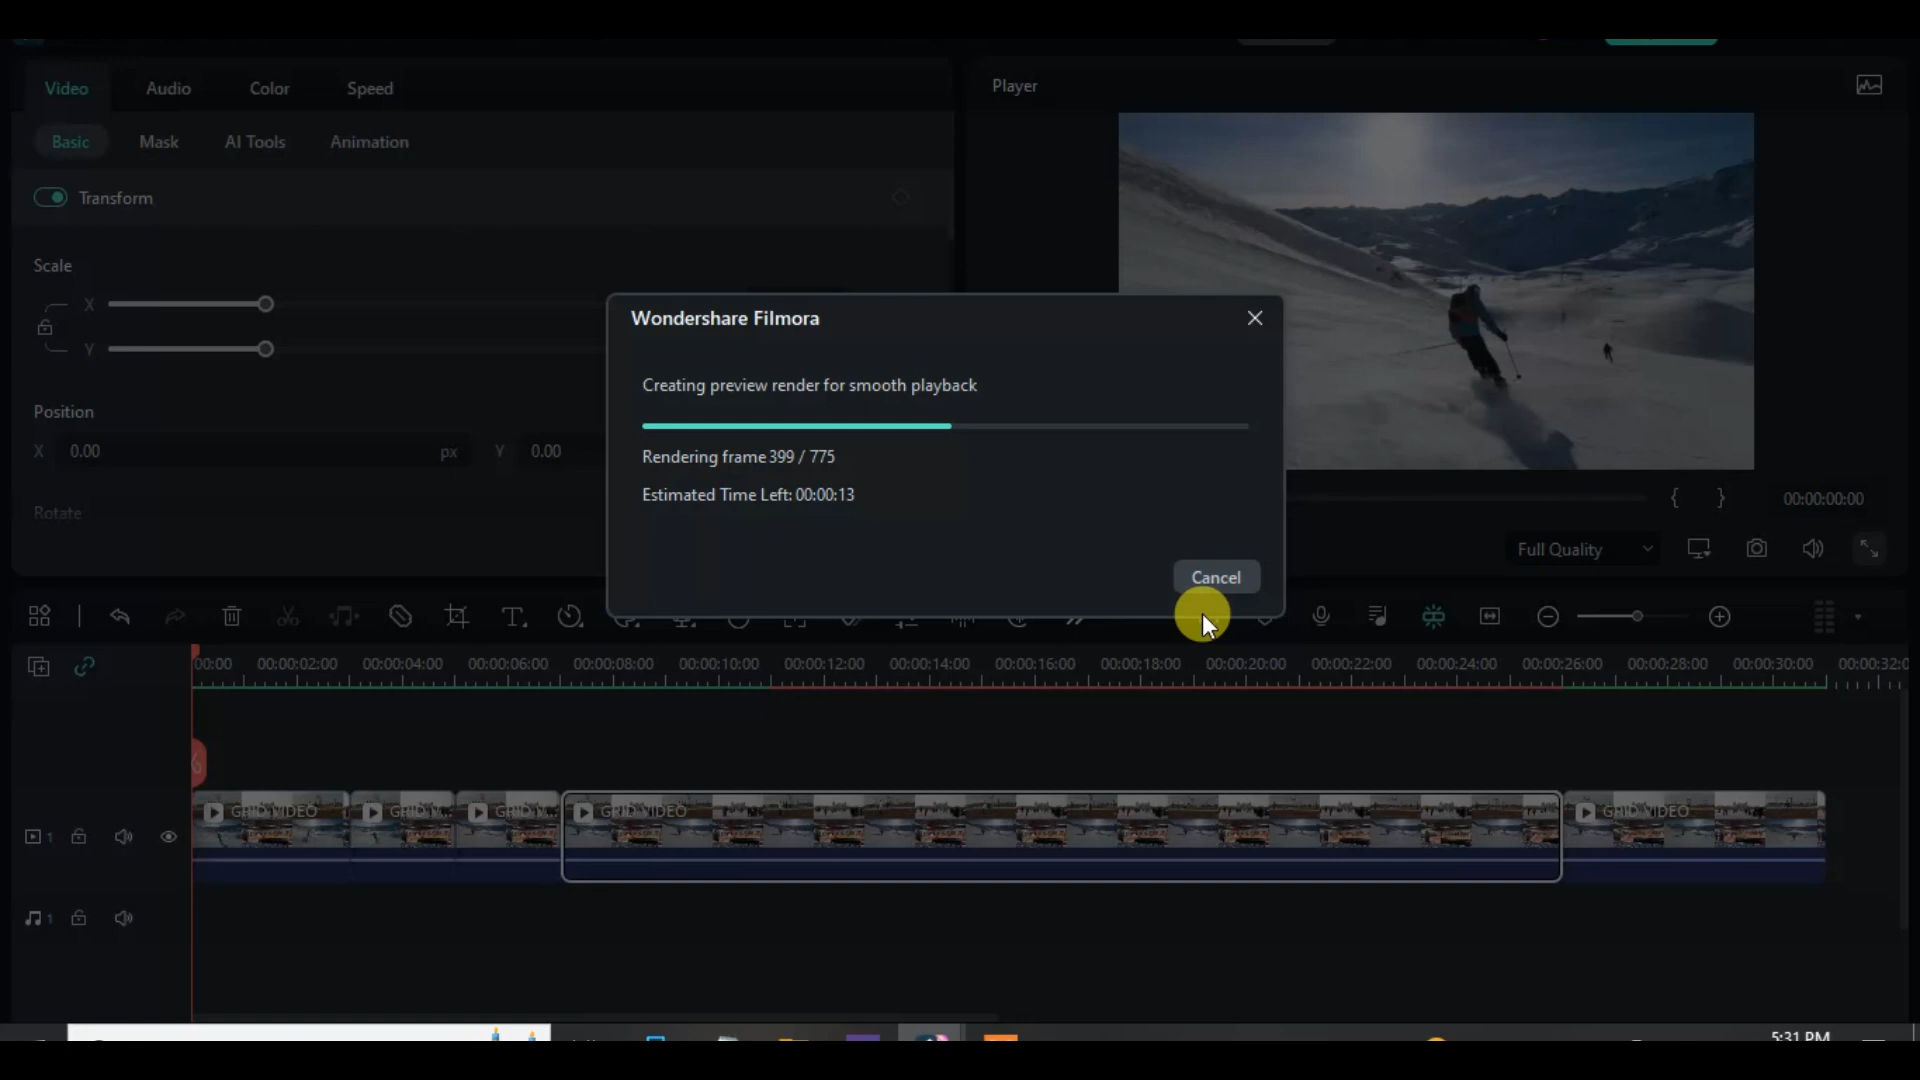 Video Audio Color Speed
Player
Basic Mask AI Tools Animation
Transform
Scale
X
Y
Position
X 0.00 px Y 0.00
Rotate
Wondershare Filmora
Creating preview render for smooth playback
Rendering frame 399 / 775
Estimated Time Left: 00:00:13
Cancel
00:00:00:00
Full Quality
00:00 00:00:02:00 00:00:04:00 00:00:06:00 00:00:08:00 00:00:10:00 00:00:12:00 00:00:14:00 00:00:16:00 00:00:18:00 00:00:20:00 00:00:22:00 00:00:24:00 00:00:26:00 00:00:28:00 00:00:30:00 00:00:32:0
GRID VIDEO GRID V... GRID V... GRID VIDEO GRID VIDEO
1
1
5:31 PM